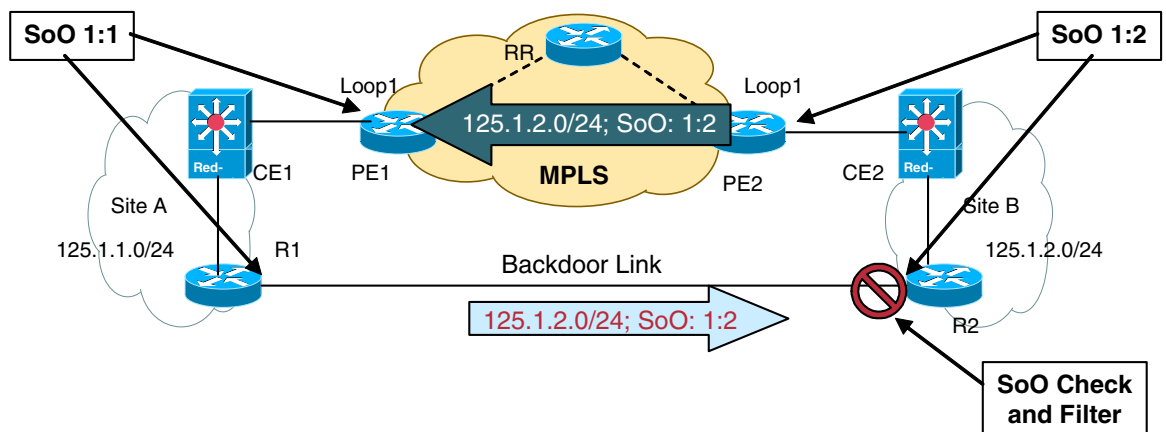 SoO 1:1
SoO 1:2
RR
Loop1
Loop1
125.1.2.0/24; SoO: 1:2
Red-
CE1
PE1
MPLS
PE2
CE2
Red-
Site A
Site B
125.1.1.0/24
R1
125.1.2.0/24
Backdoor Link
125.1.2.0/24; SoO: 1:2
R2
SoO Check
and Filter